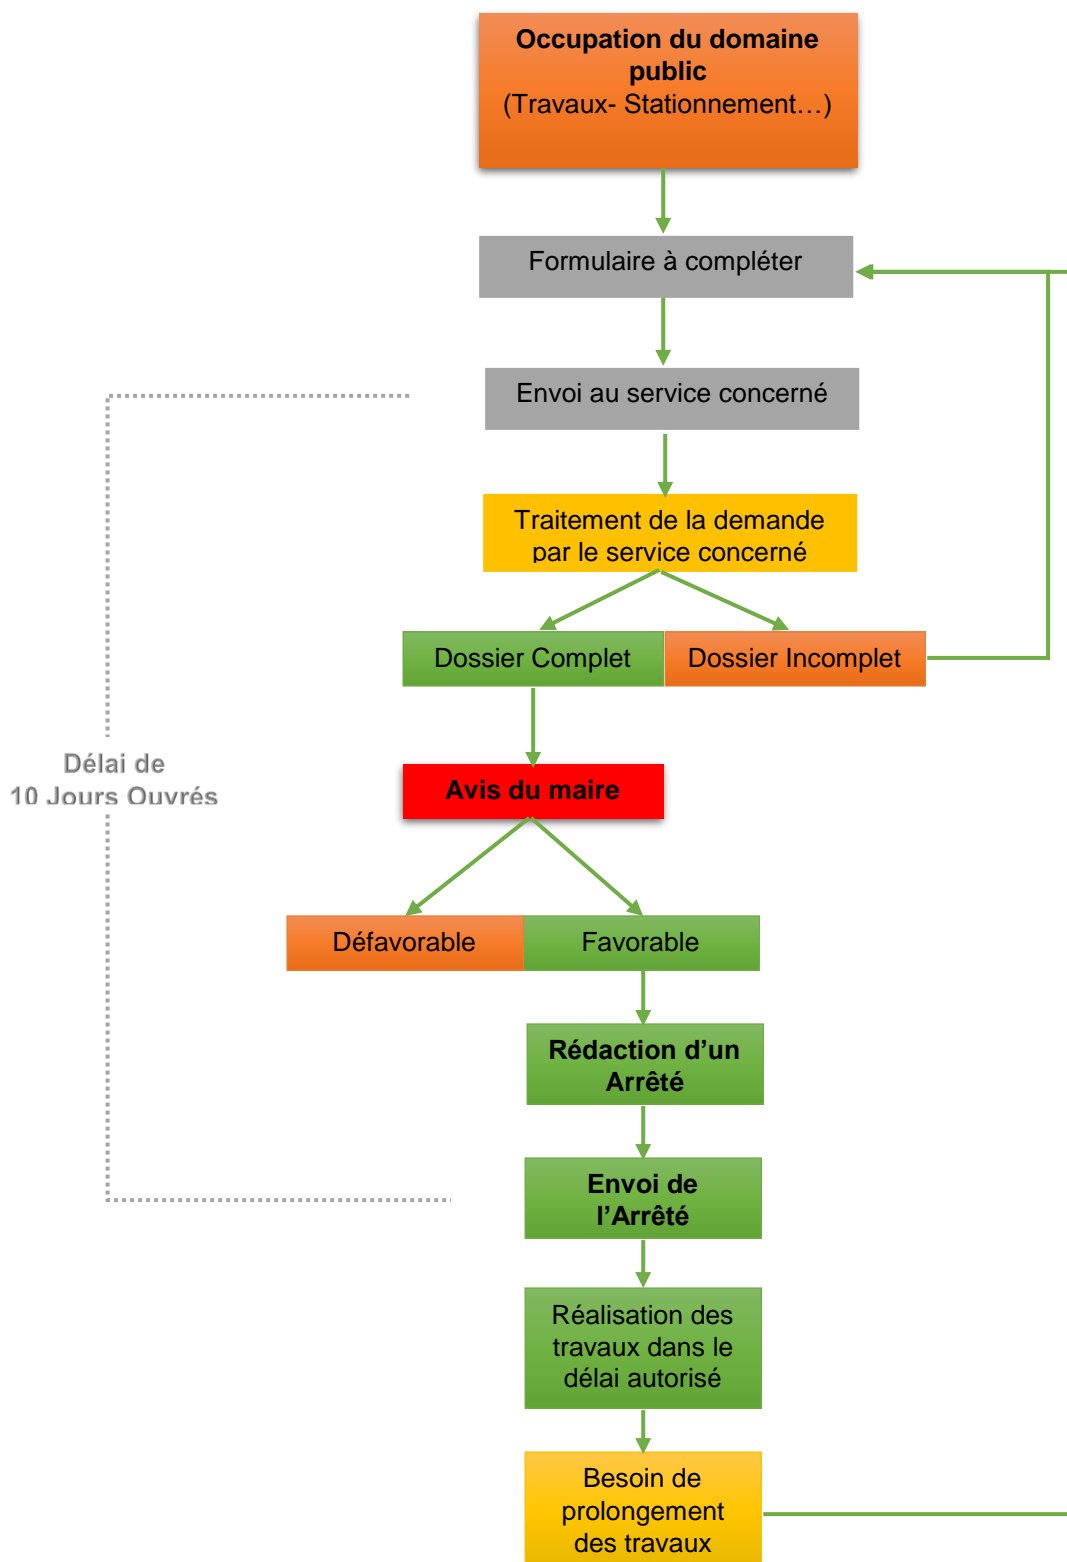 Occupation du domaine
public
(Travaux- Stationnement…)
Formulaire à compléter
Envoi au service concerné
Traitement de la demande
par le service concerné
Dossier Complet
Dossier Incomplet
Délai de
10 Jours Ouvrés
Avis du maire
Défavorable
Favorable
Rédaction d’un
Arrêté
Envoi de
l’Arrêté
Réalisation des
travaux dans le
délai autorisé
Besoin de
prolongement
des travaux